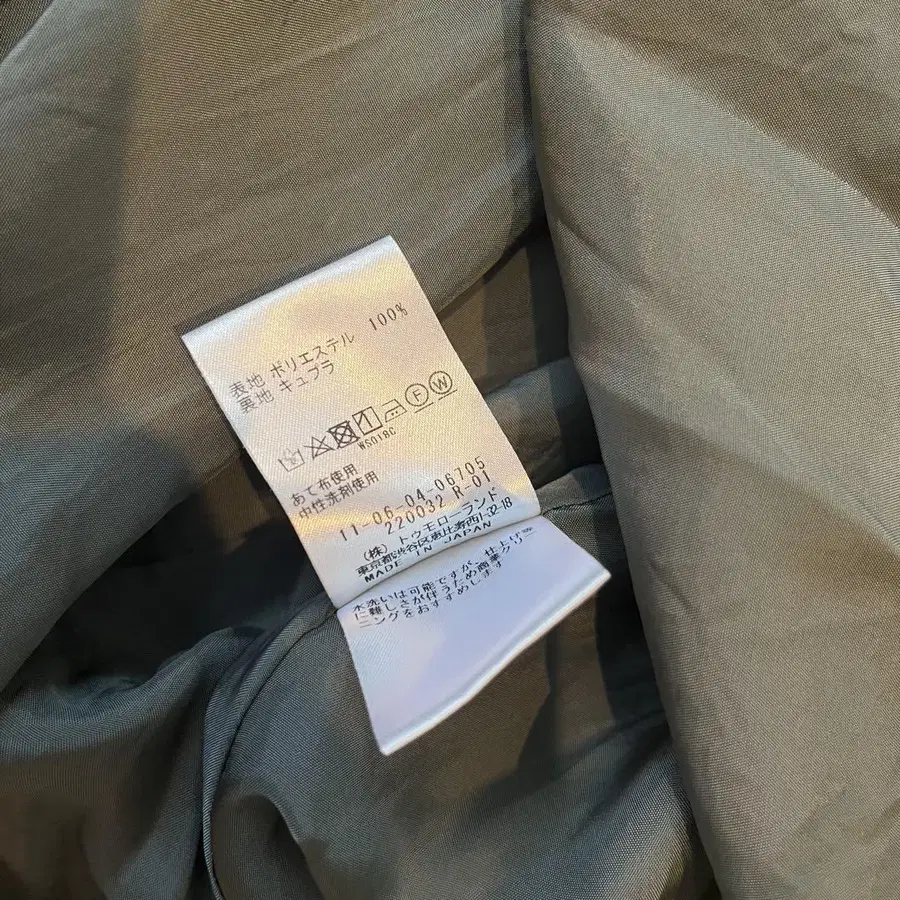 表地 ポリエステル 100%
裏地 キュプラ
F W
WS01BC
あて布使用
中性洗剤使用
11-06-04-06705
220032 R-01
(株) トゥモローランド
東京都渋谷区恵比寿西1-32-18
MADE IN JAPAN
水洗いは可能ですが、仕上げ
に難しさが伴うため商業クリー
ニングをおすすめします